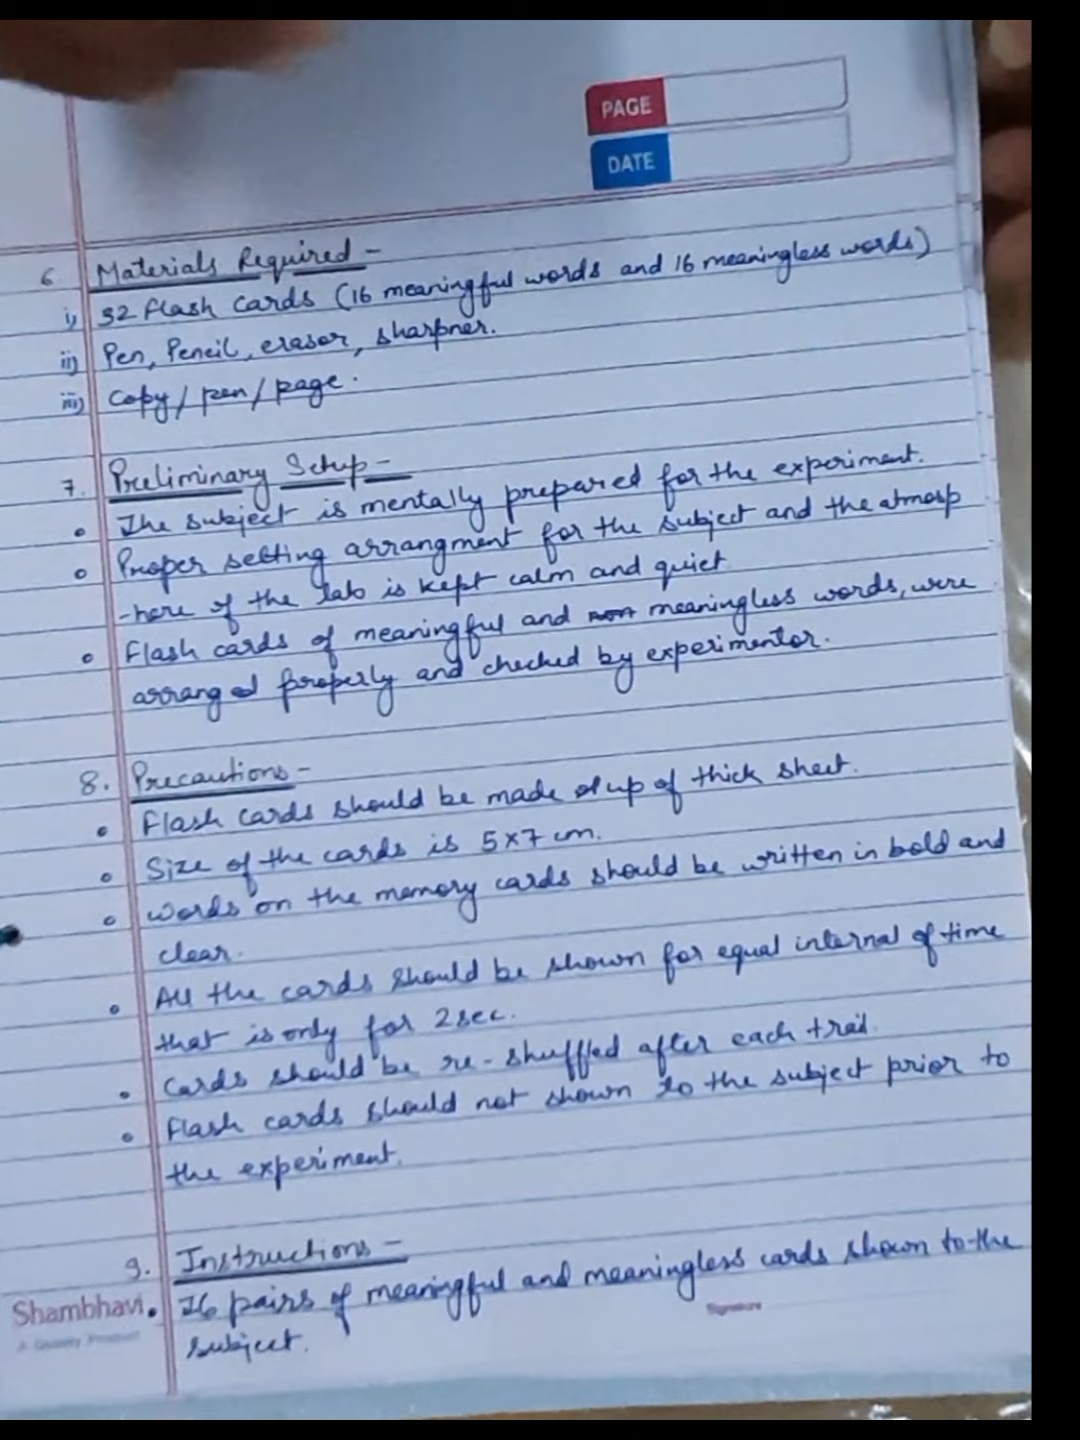 PAGE
DATE
6 Materials Required -
i) 32 flash cards (16 meaningful words and 16 meaningless words)
ii) Pen, Pencil, erasor, sharpner.
iii) Copy/pen/page.
7. Preliminary Setup -
The subject is mentally prepared for the experiment.
Proper setting arrangment for the subject and the atmosp
-here of the lab is kept calm and quiet
Flash cards of meaningful and meaningless words, were
arranged properly and checked by experimentor.
8. Precautions -
Flash cards should be made up of thick sheet.
Size of the cards is 5x7 cm.
Words on the memory cards should be written in bold and
clear.
All the cards should be shown for equal internal of time
that is only for 2sec.
Cards should be re-shuffled after each trail.
Flash cards should not shown to the subject prior to
the experiment.
9. Instructions -
16 pairs of meaningful and meaningless cards shown to the
subject.
Shambhavi
A Quality Product
Signature